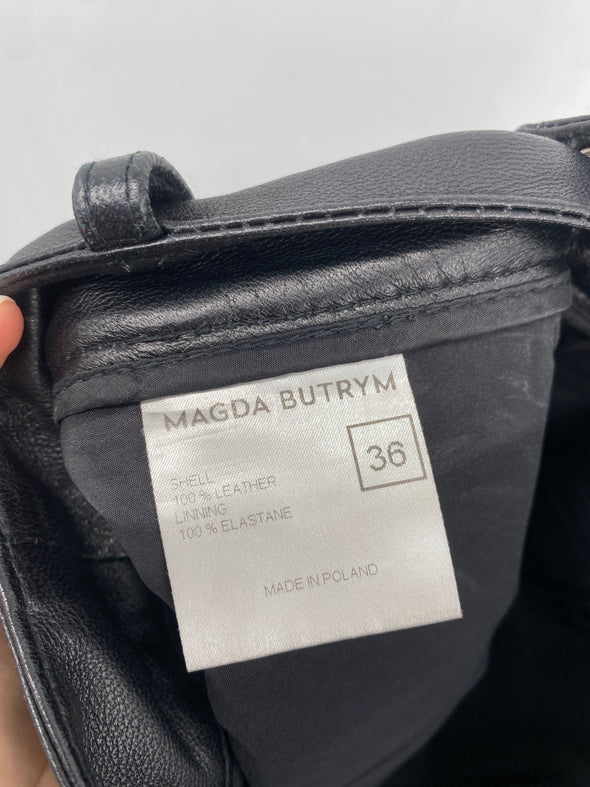 MAGDA BUTRYM
36
SHELL
100 % LEATHER
LINNING
100 % ELASTANE
MADE IN POLAND